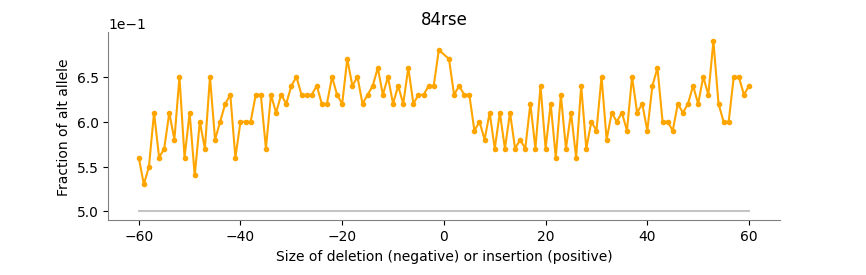 84rse
1e−1
Fraction of alt allele
6.5
6.0
5.5
5.0
−60 −40 −20 0 20 40 60
Size of deletion (negative) or insertion (positive)